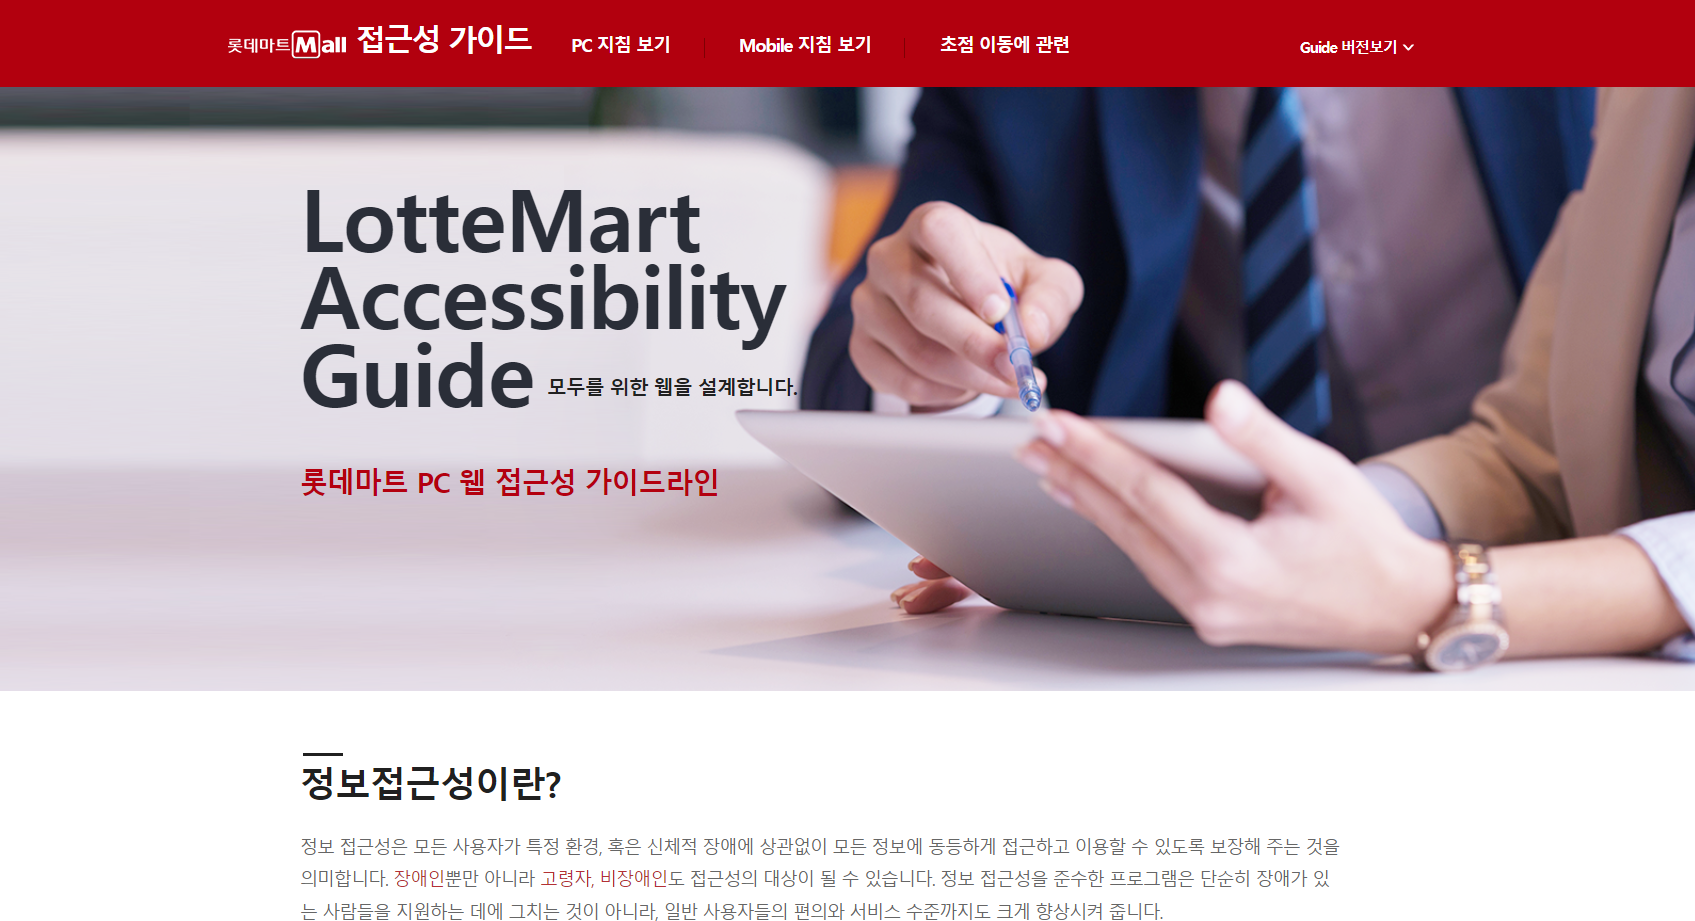 롯데마트 Mall 접근성 가이드 PC 지침 보기 Mobile 지침 보기 초점 이동에 관련 Guide 버전보기
LotteMart
Accessibility
Guide 모두를 위한 웹을 설계합니다.
롯데마트 PC 웹 접근성 가이드라인
정보접근성이란?
정보 접근성은 모든 사용자가 특정 환경, 혹은 신체적 장애에 상관없이 모든 정보에 동등하게 접근하고 이용할 수 있도록 보장해 주는 것을
의미합니다. 장애인뿐만 아니라 고령자, 비장애인도 접근성의 대상이 될 수 있습니다. 정보 접근성을 준수한 프로그램은 단순히 장애가 있
는 사람들을 지원하는 데에 그치는 것이 아니라, 일반 사용자들의 편의와 서비스 수준까지도 크게 향상시켜 줍니다.